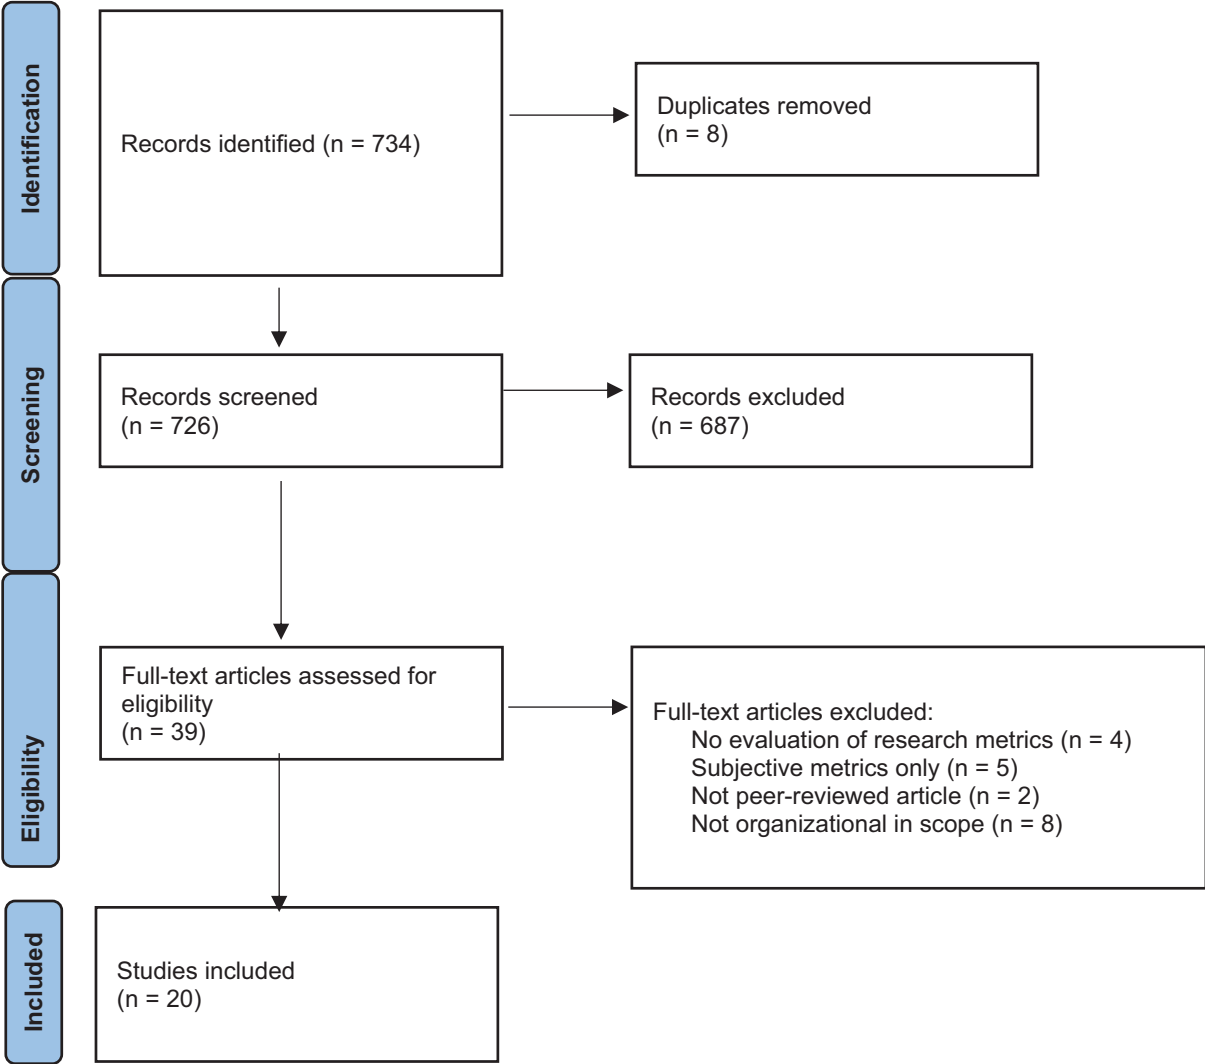 Identification
Records identified (n = 734)
Duplicates removed
(n = 8)
Screening
Records screened
(n = 726)
Records excluded
(n = 687)
Eligibility
Full-text articles assessed for
eligibility
(n = 39)
Full-text articles excluded:
No evaluation of research metrics (n = 4)
Subjective metrics only (n = 5)
Not peer-reviewed article (n = 2)
Not organizational in scope (n = 8)
Included
Studies included
(n = 20)